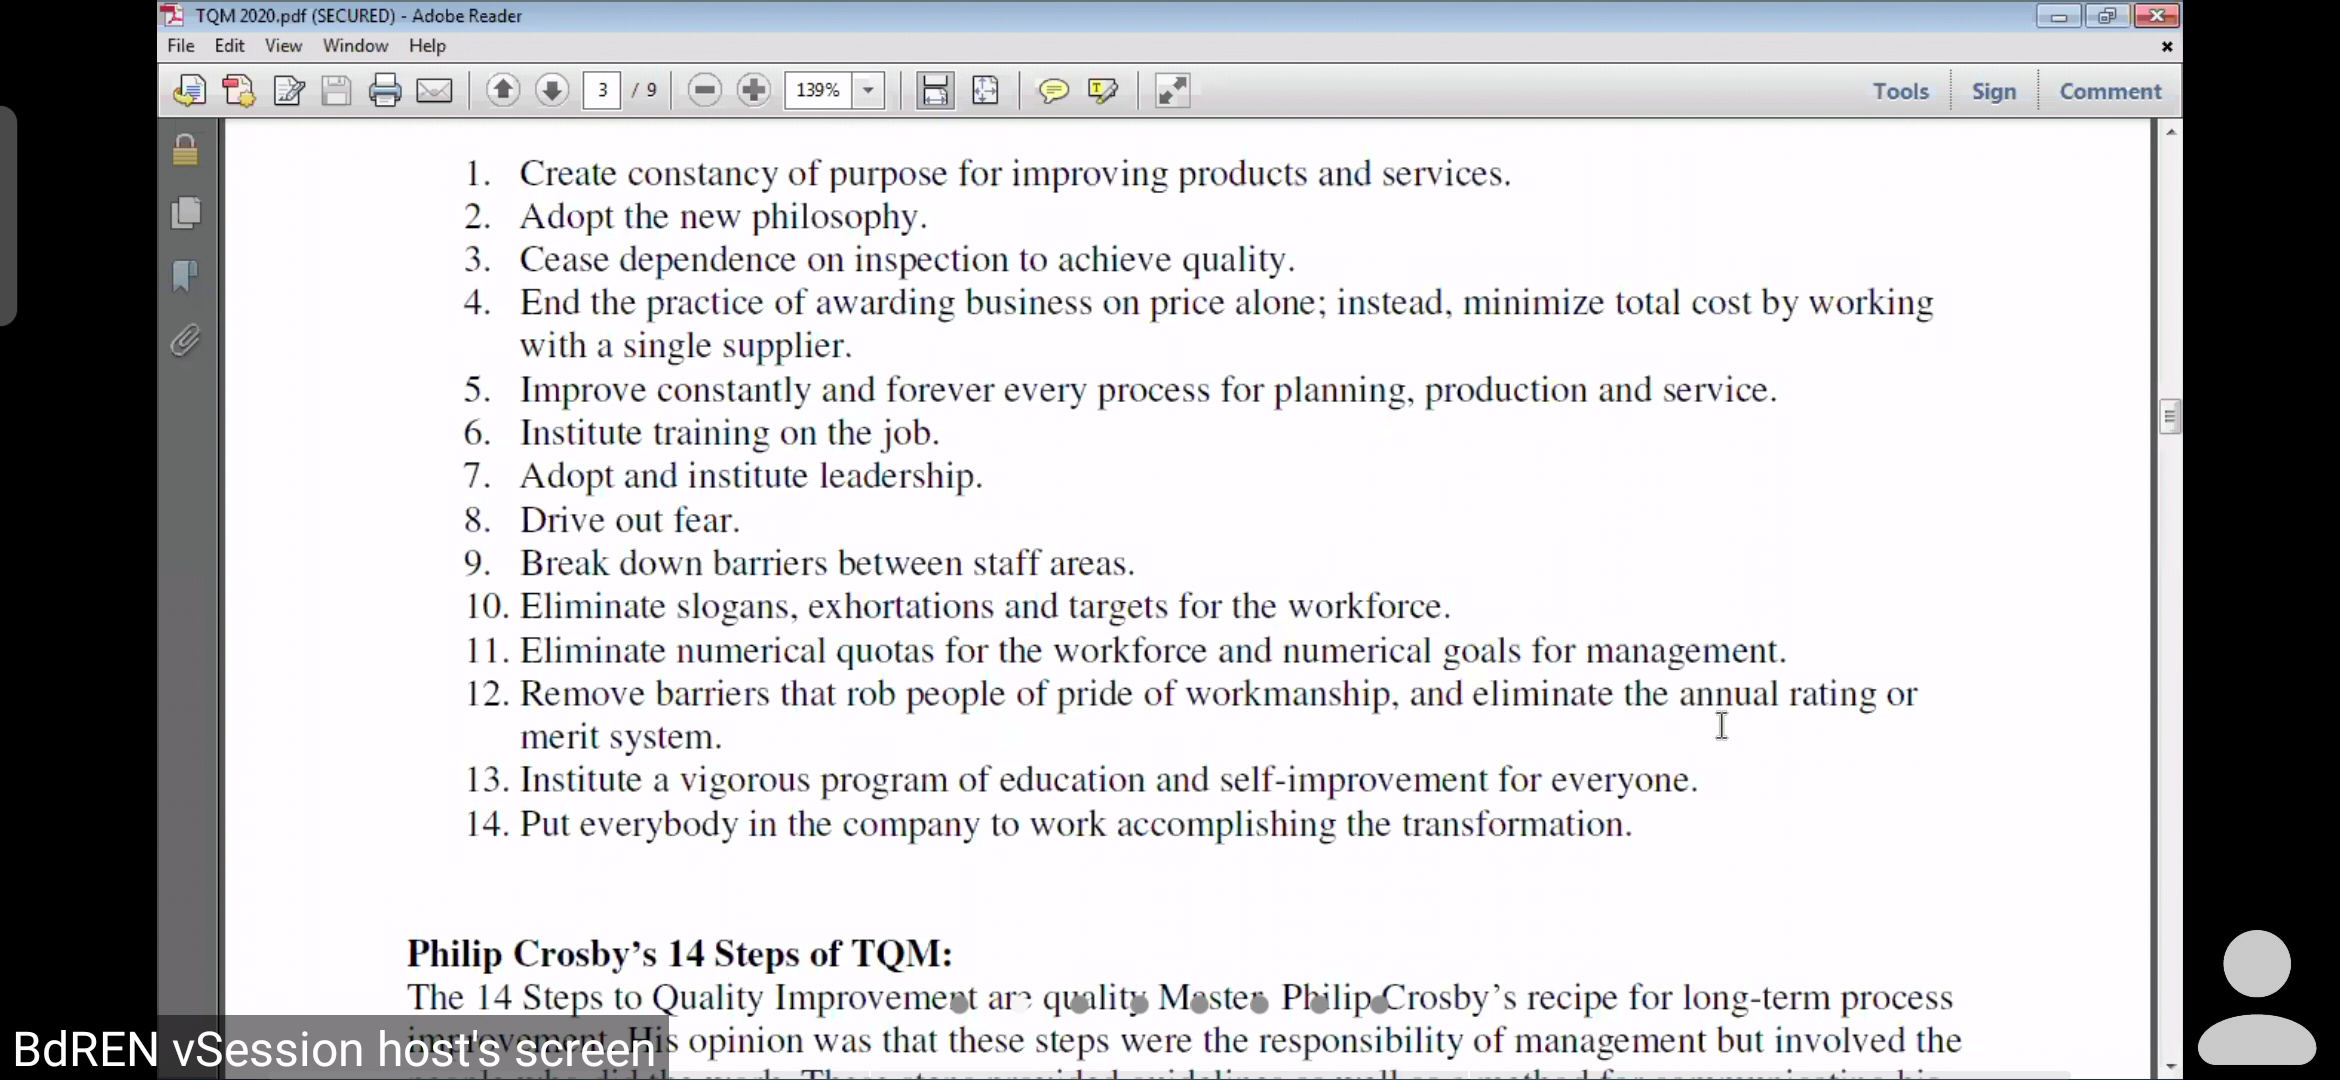 TQM 2020.pdf (SECURED) - Adobe Reader
File Edit View Window Help
3 / 9 139% Tools Sign Comment
1. Create constancy of purpose for improving products and services.
2. Adopt the new philosophy.
3. Cease dependence on inspection to achieve quality.
4. End the practice of awarding business on price alone; instead, minimize total cost by working
with a single supplier.
5. Improve constantly and forever every process for planning, production and service.
6. Institute training on the job.
7. Adopt and institute leadership.
8. Drive out fear.
9. Break down barriers between staff areas.
10. Eliminate slogans, exhortations and targets for the workforce.
11. Eliminate numerical quotas for the workforce and numerical goals for management.
12. Remove barriers that rob people of pride of workmanship, and eliminate the annual rating or
merit system.
13. Institute a vigorous program of education and self-improvement for everyone.
14. Put everybody in the company to work accomplishing the transformation.
Philip Crosby's 14 Steps of TQM:
The 14 Steps to Quality Improvement are quality Master Philip Crosby's recipe for long-term process
improvement. His opinion was that these steps were the responsibility of management but involved the
BdREN vSession host's screen